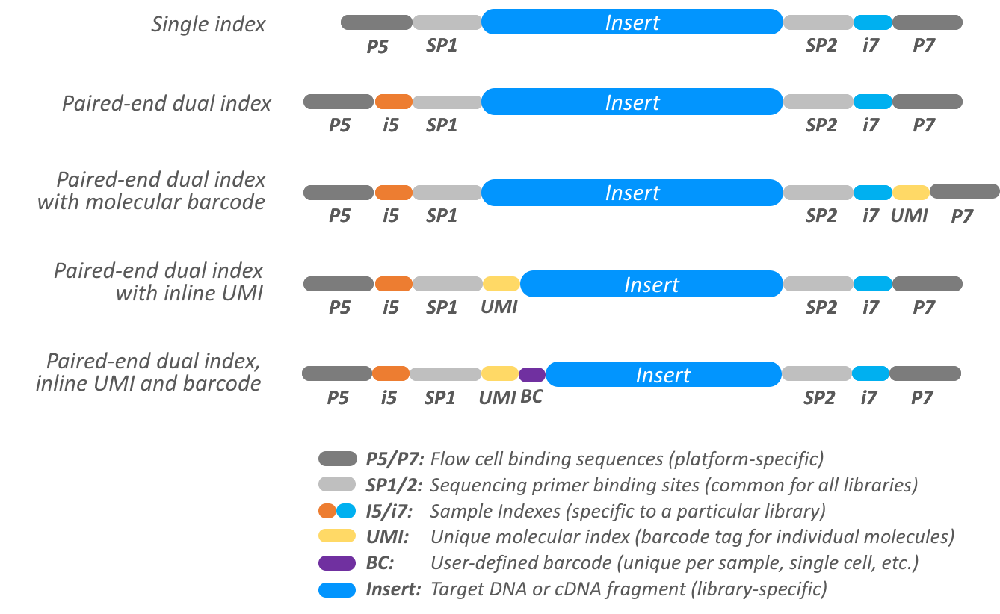 Single index
Insert
P5 SP1 SP2 i7 P7
Paired-end dual index
Insert
P5 i5 SP1 SP2 i7 P7
Paired-end dual index
with molecular barcode
Insert
P5 i5 SP1 SP2 i7 UMI P7
Paired-end dual index
with inline UMI
Insert
P5 i5 SP1 UMI SP2 i7 P7
Paired-end dual index,
inline UMI and barcode
Insert
P5 i5 SP1 UMI BC SP2 i7 P7
P5/P7: Flow cell binding sequences (platform-specific)
SP1/2: Sequencing primer binding sites (common for all libraries)
I5/i7: Sample Indexes (specific to a particular library)
UMI: Unique molecular index (barcode tag for individual molecules)
BC: User-defined barcode (unique per sample, single cell, etc.)
Insert: Target DNA or cDNA fragment (library-specific)